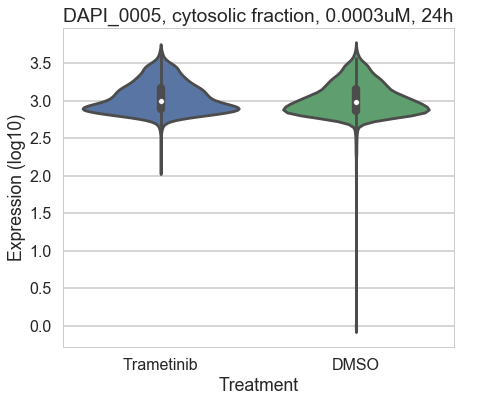 DAPI_0005, cytosolic fraction, 0.0003uM, 24h
3.5
3.0
2.5
2.0
1.5
1.0
0.5
0.0
Expression (log10)
Trametinib DMSO
Treatment